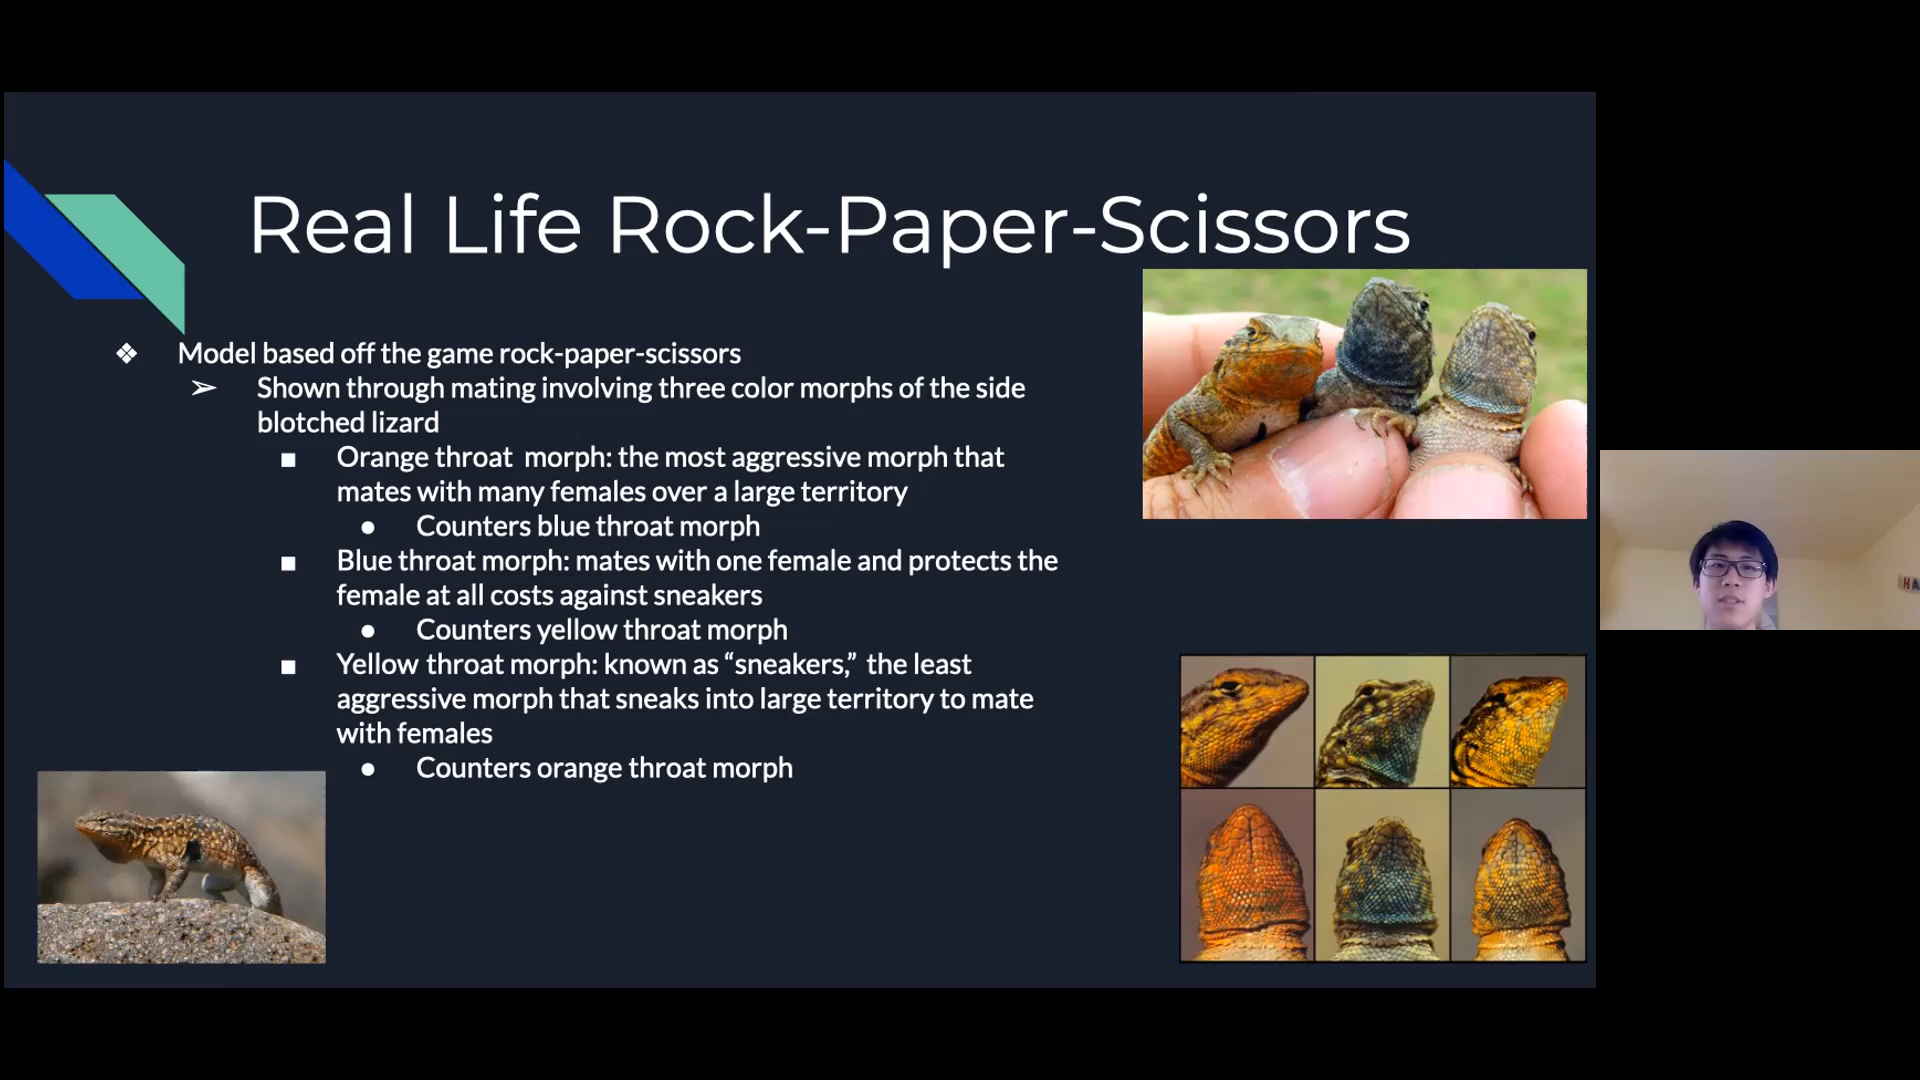 Real Life Rock-Paper-Scissors
❖ Model based off the game rock-paper-scissors
➢ Shown through mating involving three color morphs of the side
blotched lizard
■ Orange throat morph: the most aggressive morph that
mates with many females over a large territory
● Counters blue throat morph
■ Blue throat morph: mates with one female and protects the
female at all costs against sneakers
● Counters yellow throat morph
■ Yellow throat morph: known as “sneakers,” the least
aggressive morph that sneaks into large territory to mate
with females
● Counters orange throat morph
HA